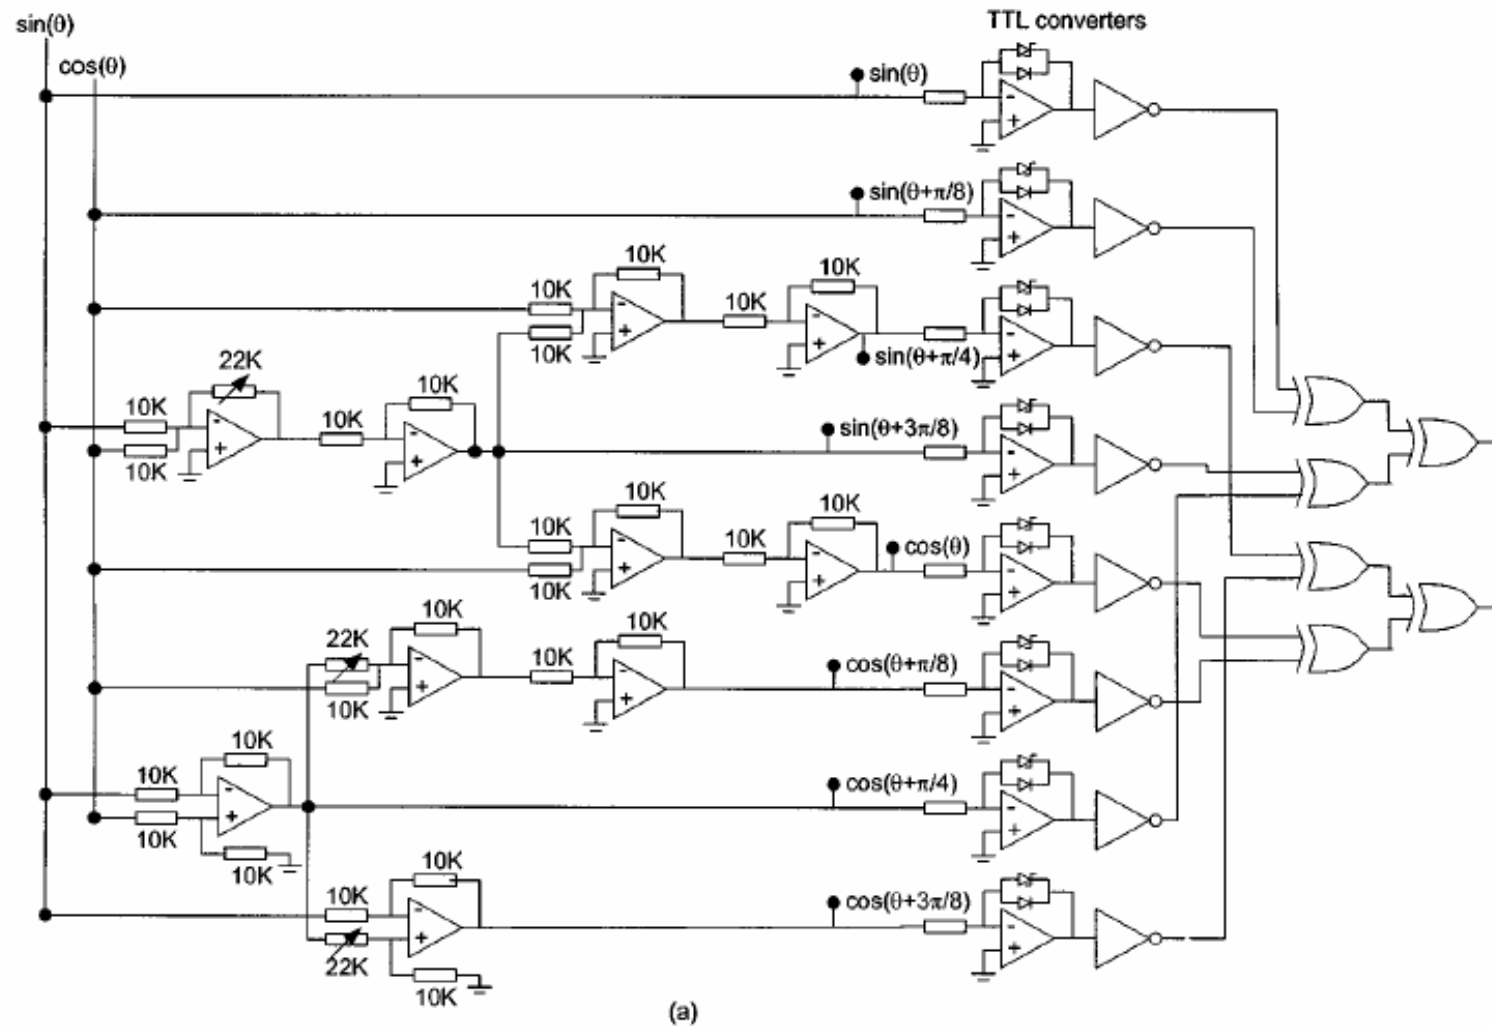 TTL converters
sin(θ)
cos(θ)
sin(θ)
sin(θ+π/8)
10K
10K
10K
10K
10K
sin(θ+π/4)
22K
10K
10K
10K
sin(θ+3π/8)
10K
10K
10K
10K
10K
cos(θ)
10K
10K
10K
22K
10K
cos(θ+π/8)
10K
10K
10K
cos(θ+π/4)
10K
10K
10K
10K
cos(θ+3π/8)
22K
10K
(a)